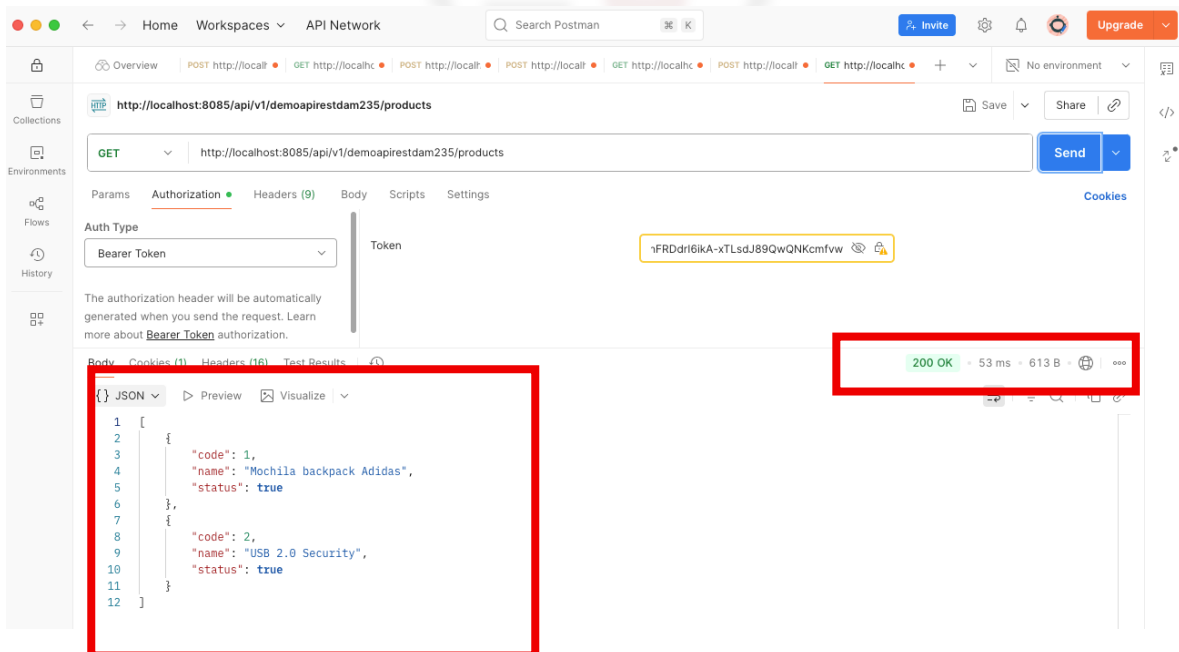 Home Workspaces API Network Search Postman ⌘ K Invite Upgrade
Overview POST http://localh GET http://localhc POST http://localh POST http://localh GET http://localhc POST http://localh GET http://localhc No environment
HTTP http://localhost:8085/api/v1/demoapirestdam235/products Save Share
Collections
GET http://localhost:8085/api/v1/demoapirestdam235/products Send
Environments
Params Authorization Headers (9) Body Scripts Settings Cookies
Flows
Auth Type
Bearer Token
Token
History
The authorization header will be automatically
generated when you send the request. Learn
more about Bearer Token authorization.
Body Cookies (1) Headers (16) Test Results 200 OK • 53 ms • 613 B
{} JSON Preview Visualize
1 [
2 {
3 "code": 1,
4 "name": "Mochila backpack Adidas",
5 "status": true
6 },
7 {
8 "code": 2,
9 "name": "USB 2.0 Security",
10 "status": true
11 }
12 ]